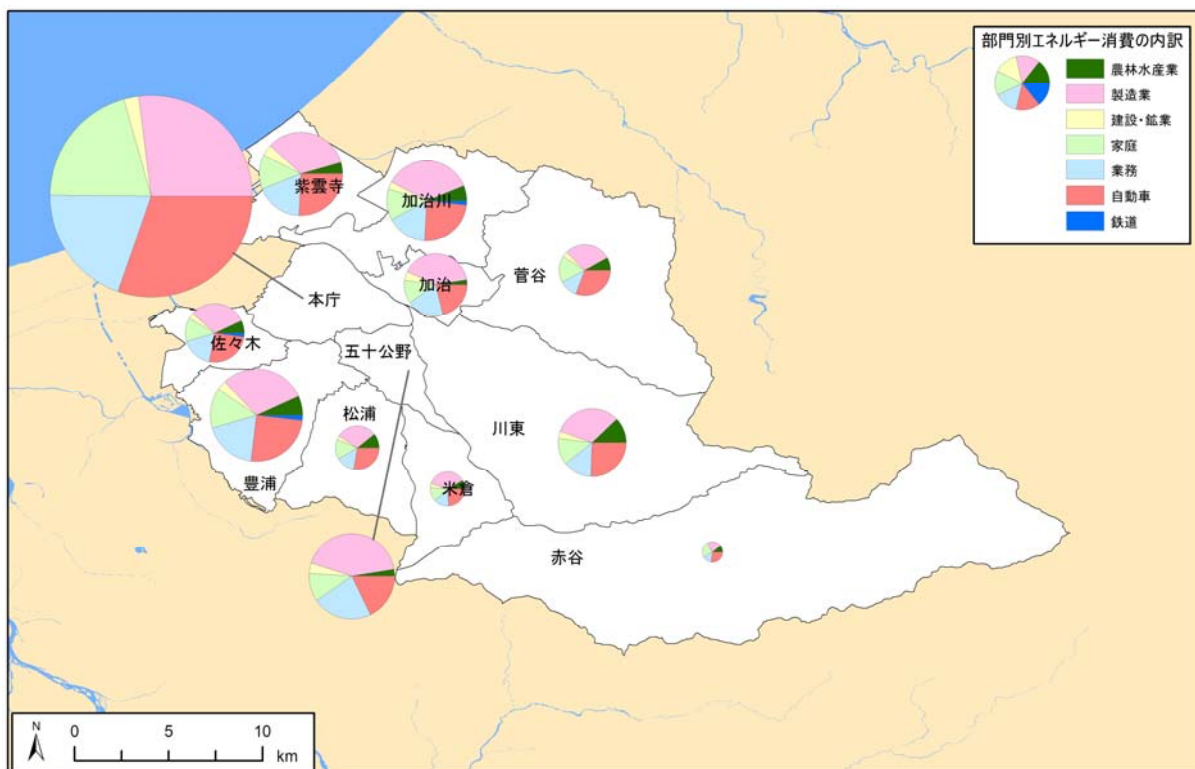 部門別エネルギー消費の内訳
農林水産業
製造業
建設・鉱業
家庭
業務
自動車
鉄道
紫雲寺
加治川
加治
菅谷
本庁
佐々木
五十公野
松浦
川東
豊浦
米倉
赤谷
N
0 5 10
km